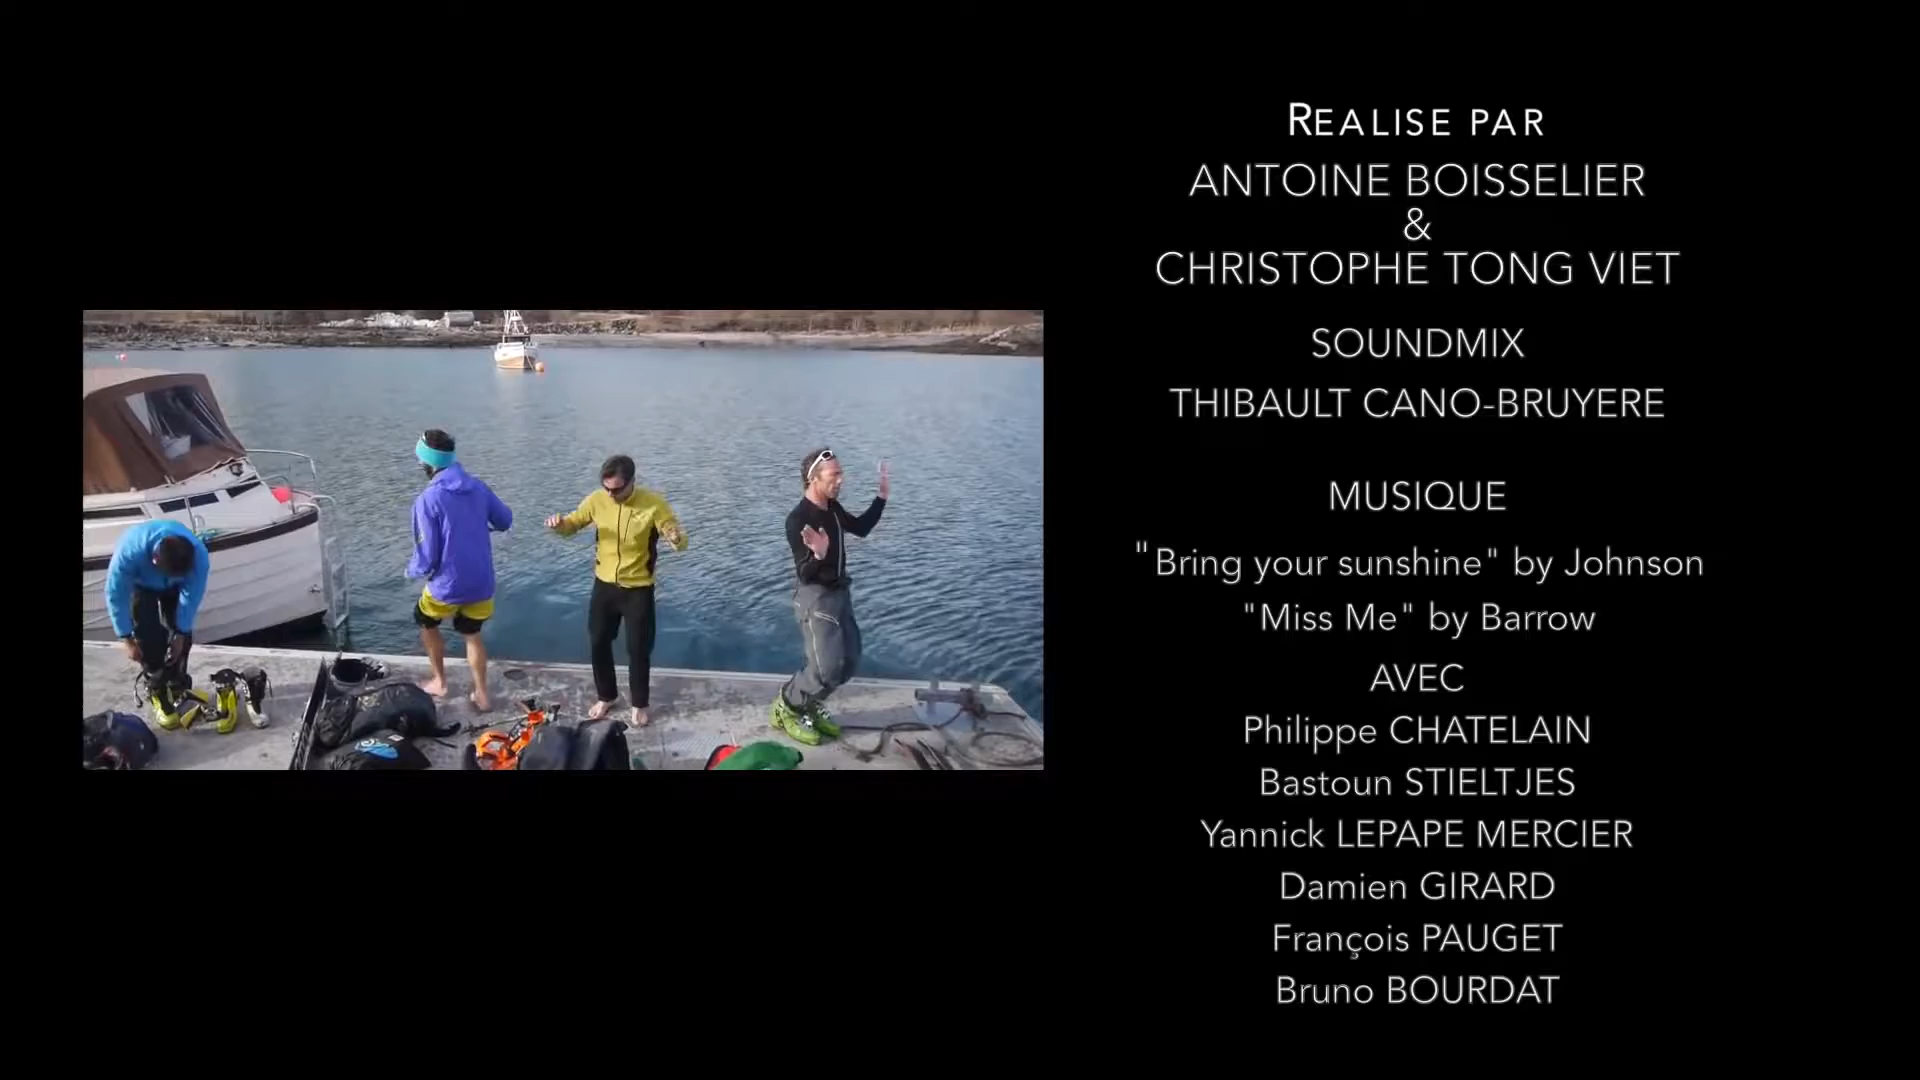 REALISE PAR
ANTOINE BOISSELIER
&
CHRISTOPHE TONG VIET
SOUNDMIX
THIBAULT CANO-BRUYERE
MUSIQUE
"Bring your sunshine" by Johnson
"Miss Me" by Barrow
AVEC
Philippe CHATELAIN
Bastoun STIELTJES
Yannick LEPAPE MERCIER
Damien GIRARD
François PAUGET
Bruno BOURDAT